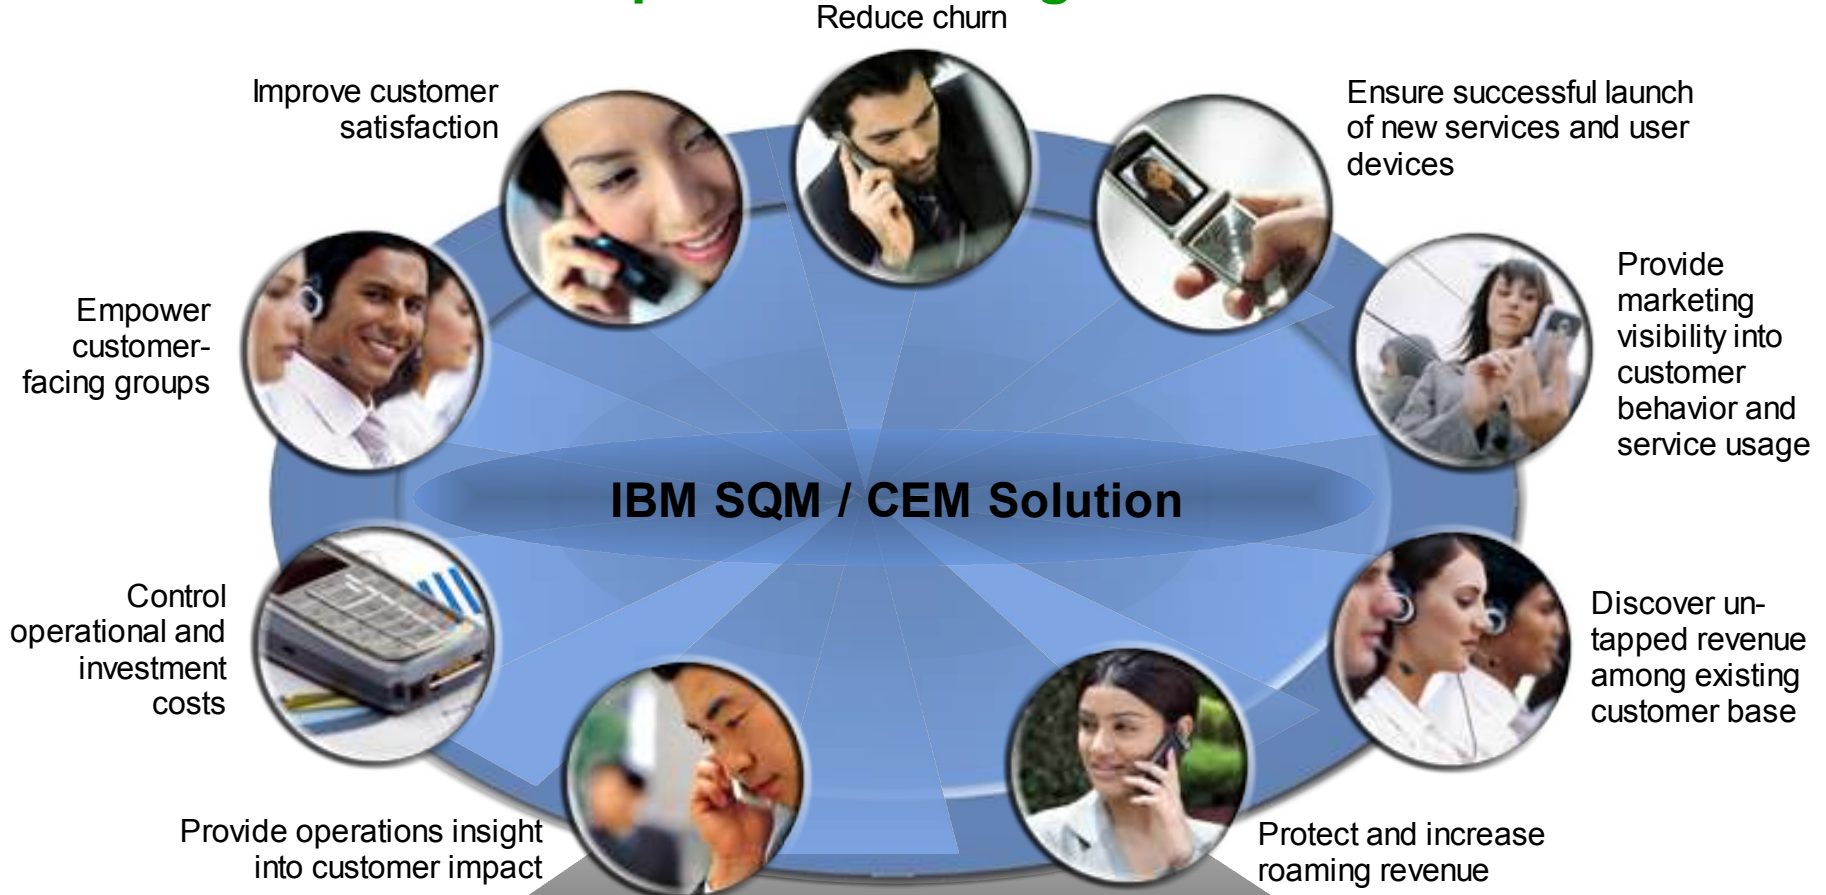 Reduce churn
Improve customer
satisfaction
Ensure successful launch
of new services and user
devices
Empower
customer-
facing groups
Provide
marketing
visibility into
customer
behavior and
service usage
IBM SQM / CEM Solution
Control
operational and
investment
costs
Discover un-
tapped revenue
among existing
customer base
Provide operations insight
into customer impact
Protect and increase
roaming revenue